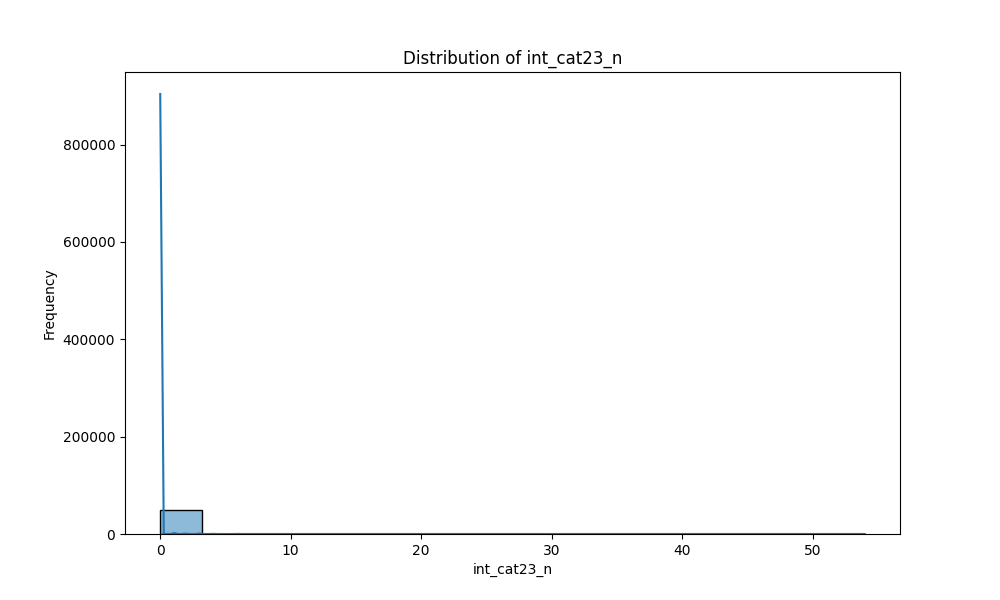 Distribution of int_cat23_n
Frequency
800000
600000
400000
200000
0
0 10 20 30 40 50
int_cat23_n